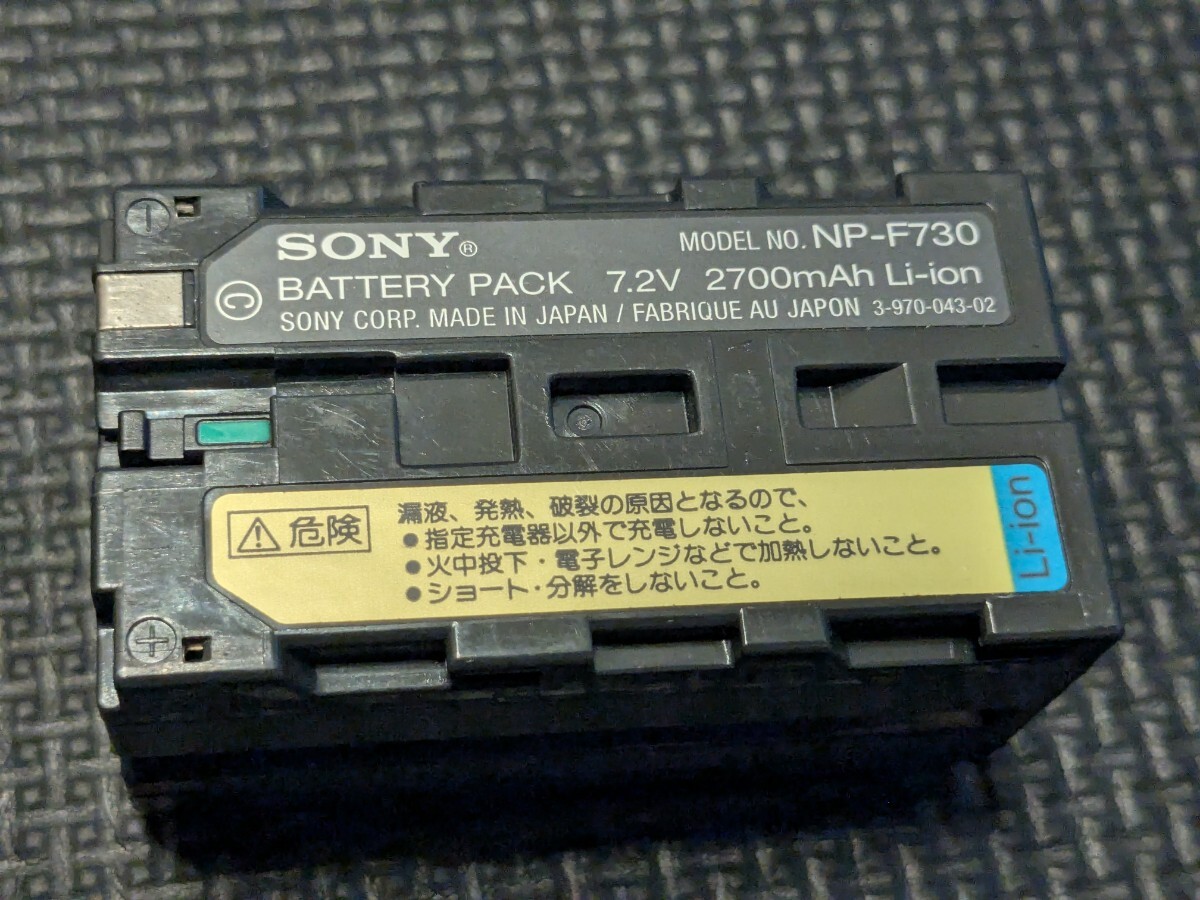 SONY®
MODEL NO. NP-F730
BATTERY PACK 7.2V 2700mAh Li-ion
SONY CORP. MADE IN JAPAN / FABRIQUE AU JAPON 3-970-043-02
C
危険
漏液、発熱、破裂の原因となるので、
●指定充電器以外で充電しないこと。
●火中投下・電子レンジなどで加熱しないこと。
●ショート・分解をしないこと。
Li-ion